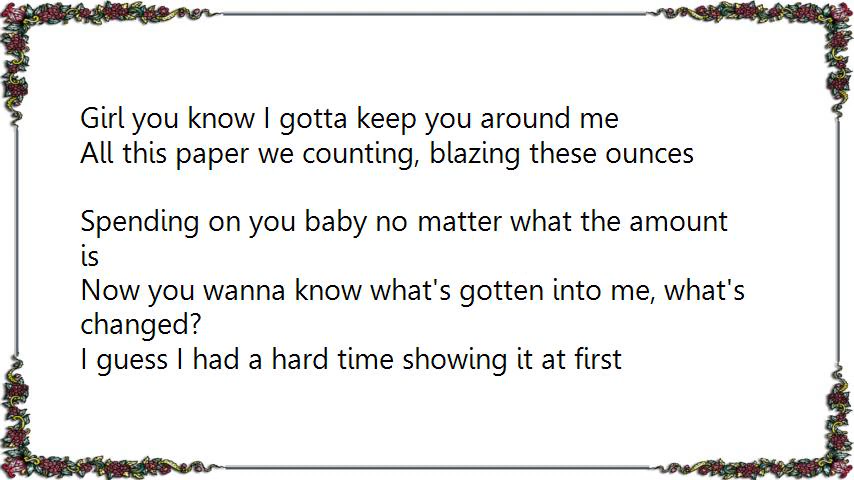 Girl you know I gotta keep you around me
All this paper we counting, blazing these ounces
Spending on you baby no matter what the amount
is
Now you wanna know what's gotten into me, what's
changed?
I guess I had a hard time showing it at first